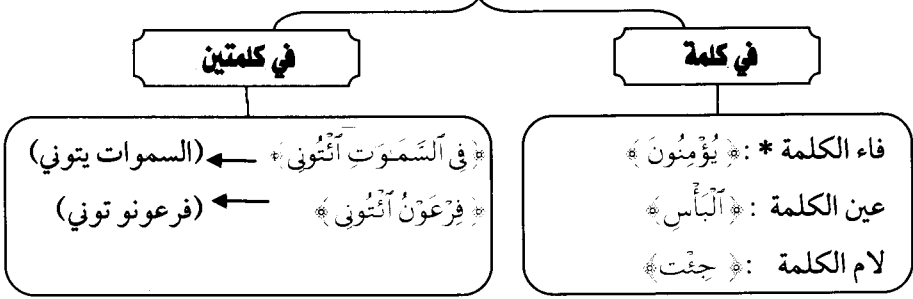 في كلمة
فاء الكلمة * : ﴿ يُؤْمِنُونَ ﴾
عين الكلمة : ﴿ ٱلْبَأْسِ ﴾
لام الكلمة : ﴿ جِئْت ﴾
في كلمتين
﴿ فِي ٱلسَّمَـٰوَٰتِ ٱئْتُونِي ﴾ ← (السموات يتوني)
﴿ فِرْعَوْنُ ٱئْتُونِي ﴾ ← (فرعونو توني)